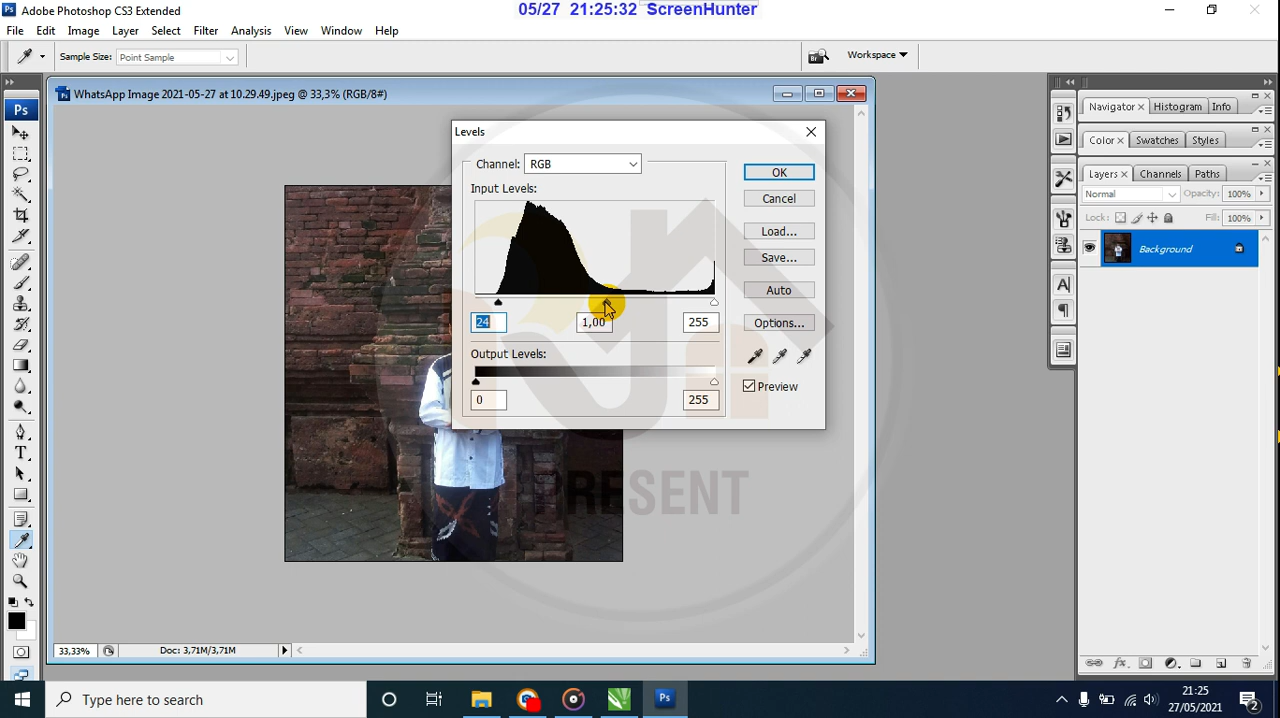 Adobe Photoshop CS3 Extended
05/27 21:25:32 ScreenHunter
File Edit Image Layer Select Filter Analysis View Window Help
Sample Size: Point Sample
Br
Workspace
Ps
WhatsApp Image 2021-05-27 at 10.29.49.jpeg @ 33,3% (RGB/8#)
Levels
Channel: RGB
Input Levels:
24
1,00
255
Output Levels:
0
255
OK
Cancel
Load...
Save...
Auto
Options...
Preview
PRESENT
Navigator × Histogram Info
Color × Swatches Styles
Layers × Channels Paths
Normal
Opacity: 100%
Lock:
Fill: 100%
Background
33,33%
Doc: 3,71M/3,71M
Type here to search
Ps
21:25
27/05/2021
2